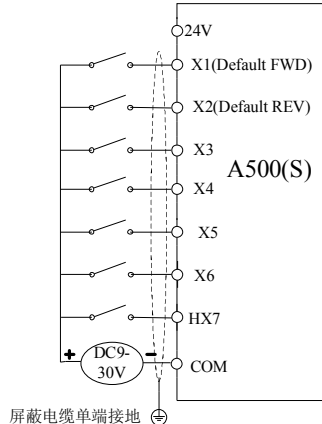 24V
X1(Default FWD)
X2(Default REV)
X3
A500(S)
X4
X5
X6
HX7
+ DC9- −
30V
COM
屏蔽电缆单端接地